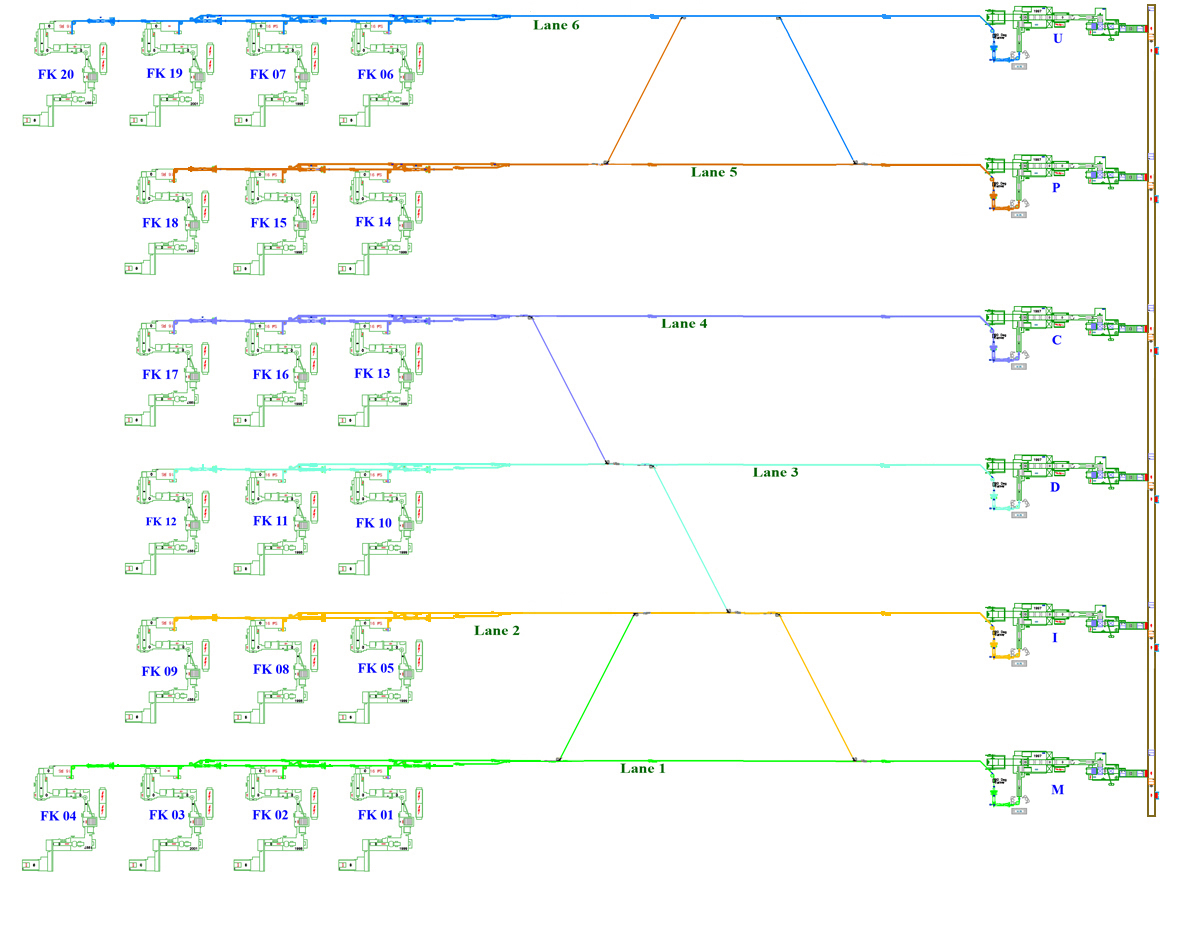 Lane 6
U
FK 20
FK 19
FK 07
FK 06
Lane 5
P
FK 18
FK 15
FK 14
Lane 4
C
FK 17
FK 16
FK 13
Lane 3
D
FK 12
FK 11
FK 10
Lane 2
I
FK 09
FK 08
FK 05
Lane 1
M
FK 04
FK 03
FK 02
FK 01